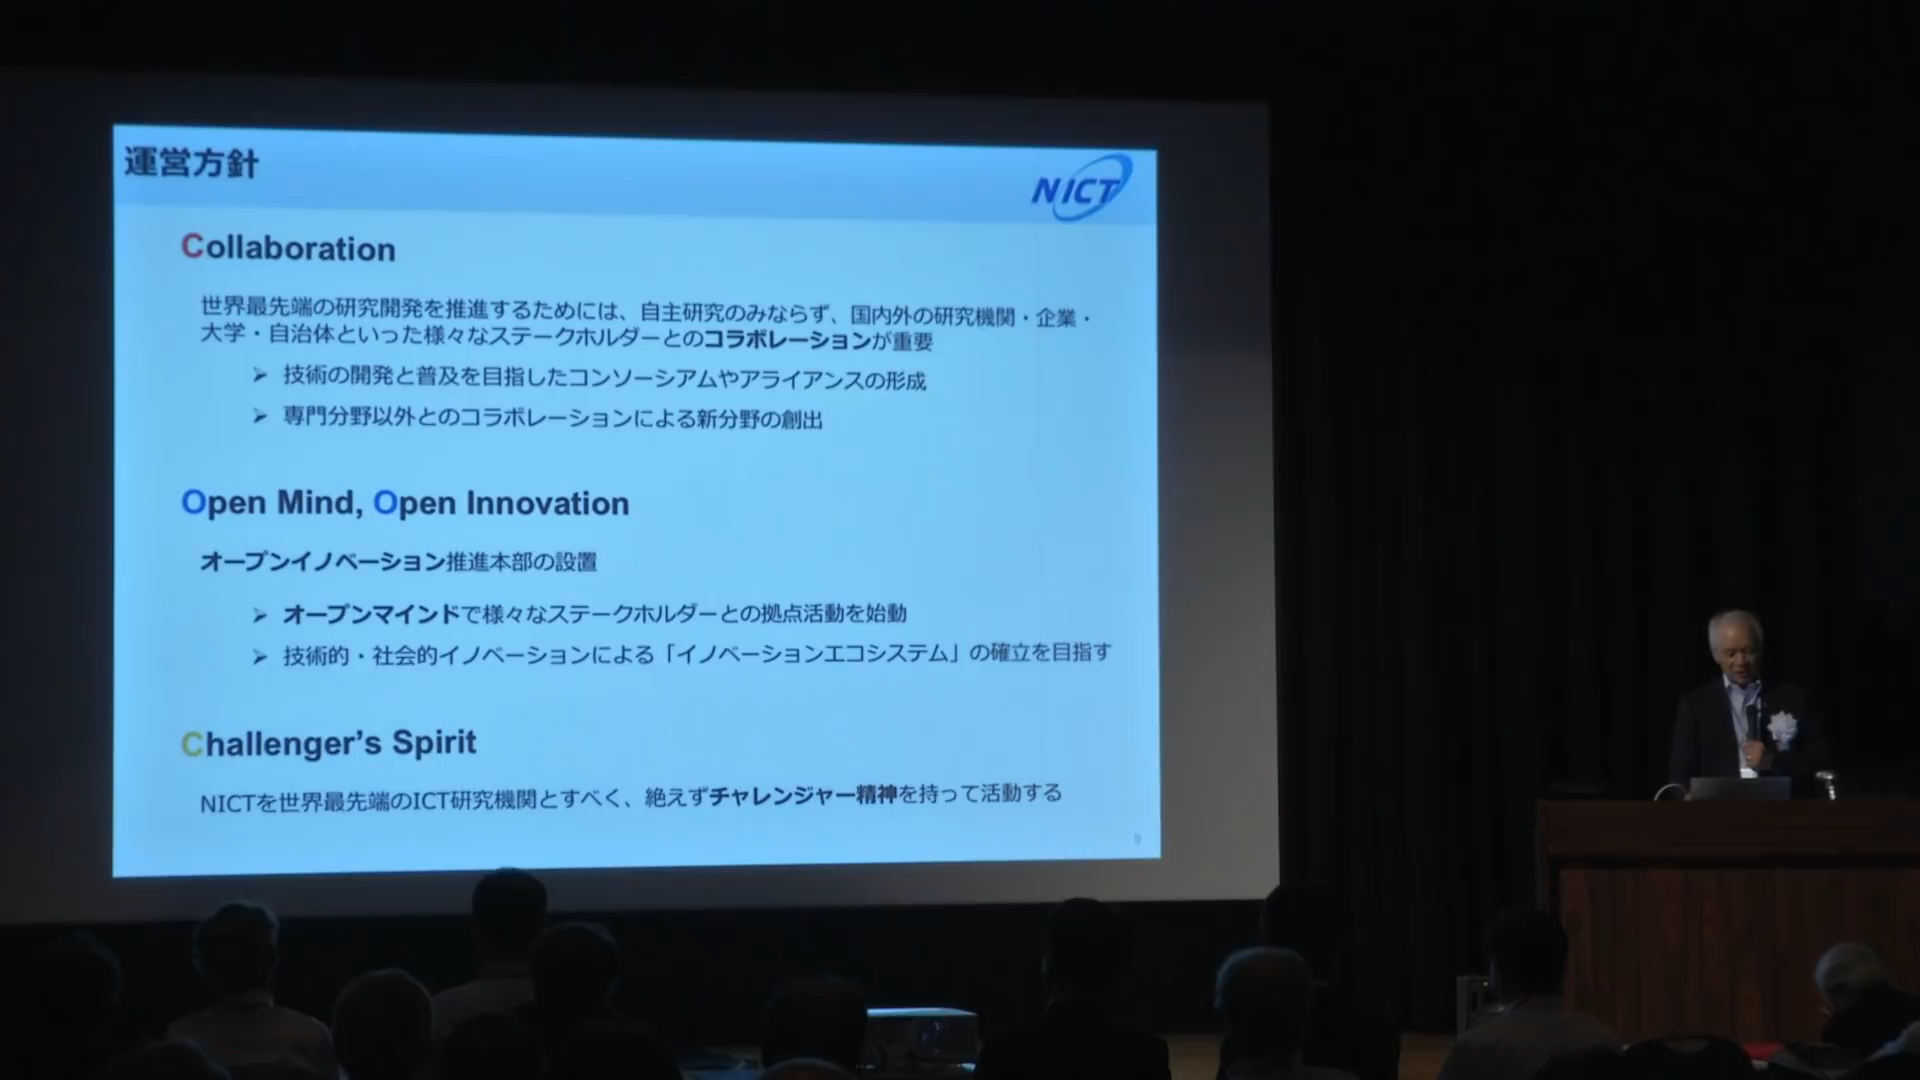 運営方針
NICT
Collaboration
世界最先端の研究開発を推進するためには、自主研究のみならず、国内外の研究機関・企業・
大学・自治体といった様々なステークホルダーとのコラボレーションが重要
➢ 技術の開発と普及を目指したコンソーシアムやアライアンスの形成
➢ 専門分野以外とのコラボレーションによる新分野の創出
Open Mind, Open Innovation
オープンイノベーション推進本部の設置
➢ オープンマインドで様々なステークホルダーとの拠点活動を始動
➢ 技術的・社会的イノベーションによる「イノベーションエコシステム」の確立を目指す
Challenger’s Spirit
NICTを世界最先端のICT研究機関とすべく、絶えずチャレンジャー精神を持って活動する
9